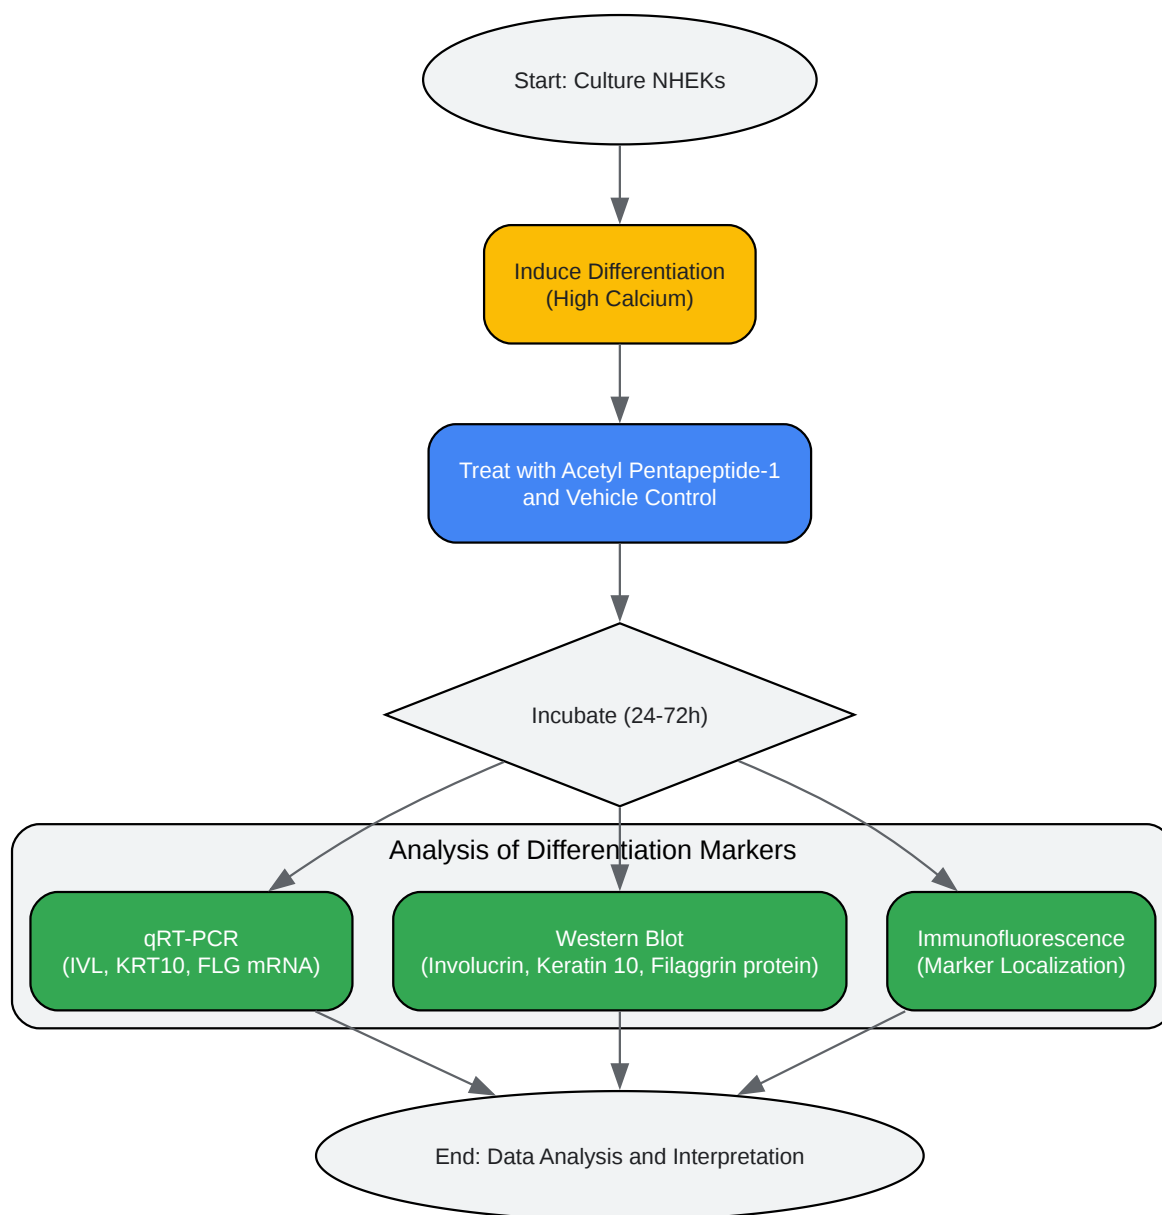 Start: Culture NHEKs
Induce Differentiation
(High Calcium)
Treat with Acetyl Pentapeptide-1
and Vehicle Control
Incubate (24-72h)
Analysis of Differentiation Markers
qRT-PCR
(IVL, KRT10, FLG mRNA)
Western Blot
(Involucrin, Keratin 10, Filaggrin protein)
Immunofluorescence
(Marker Localization)
End: Data Analysis and Interpretation